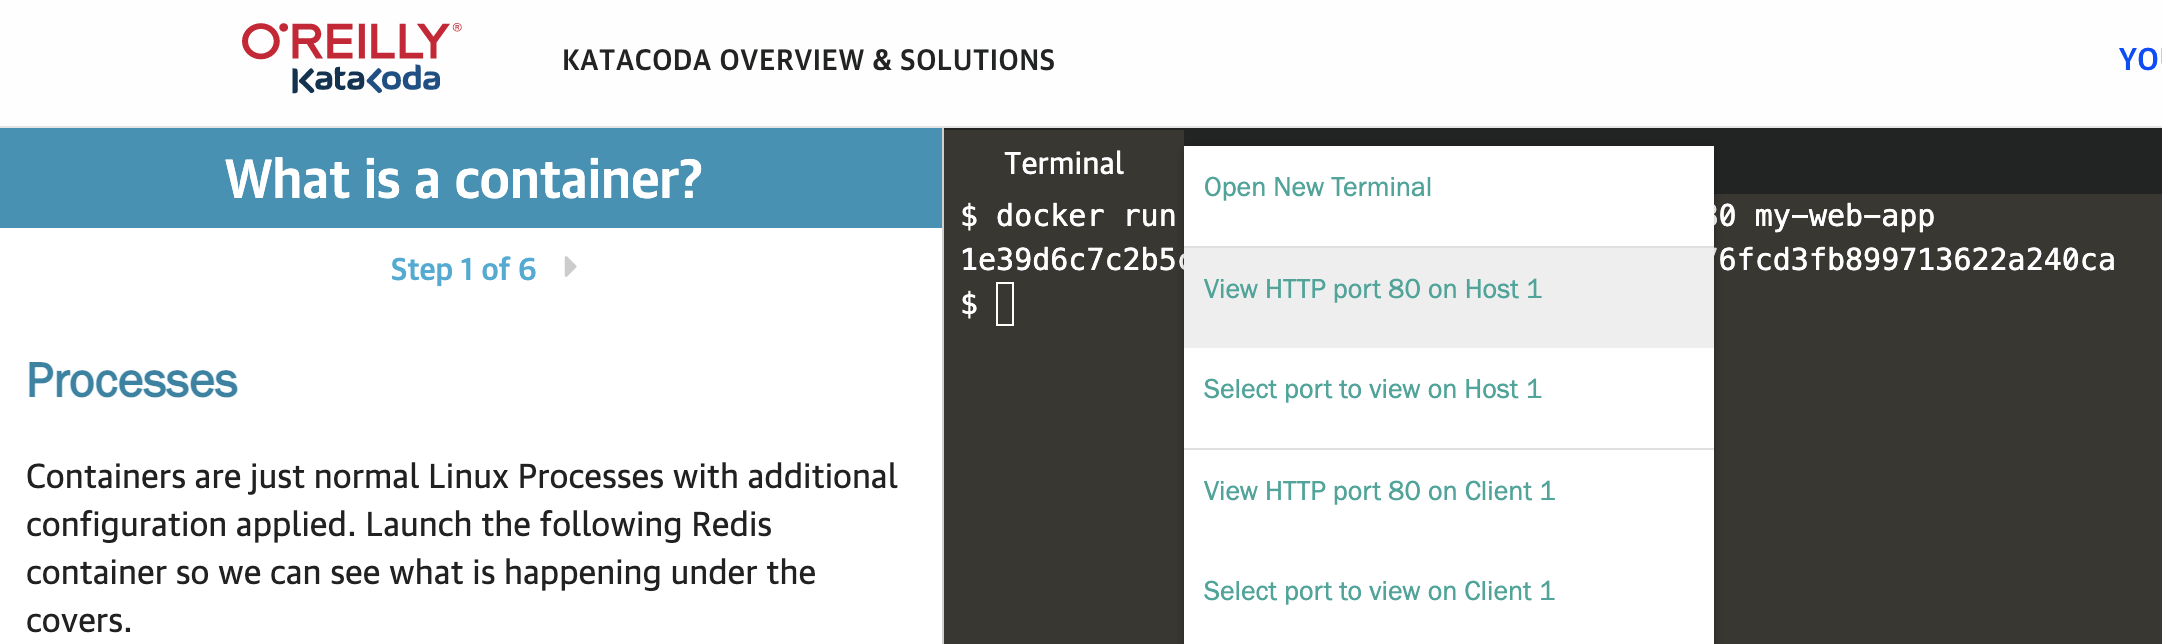 O'REILLY®
Katacoda
KATACODA OVERVIEW & SOLUTIONS
What is a container?
Step 1 of 6
Processes
Containers are just normal Linux Processes with additional
configuration applied. Launch the following Redis
container so we can see what is happening under the
covers.
Terminal
$ docker run
0 my-web-app
1e39d6c7c2b5
6fcd3fb899713622a240ca
$
Open New Terminal
View HTTP port 80 on Host 1
Select port to view on Host 1
View HTTP port 80 on Client 1
Select port to view on Client 1